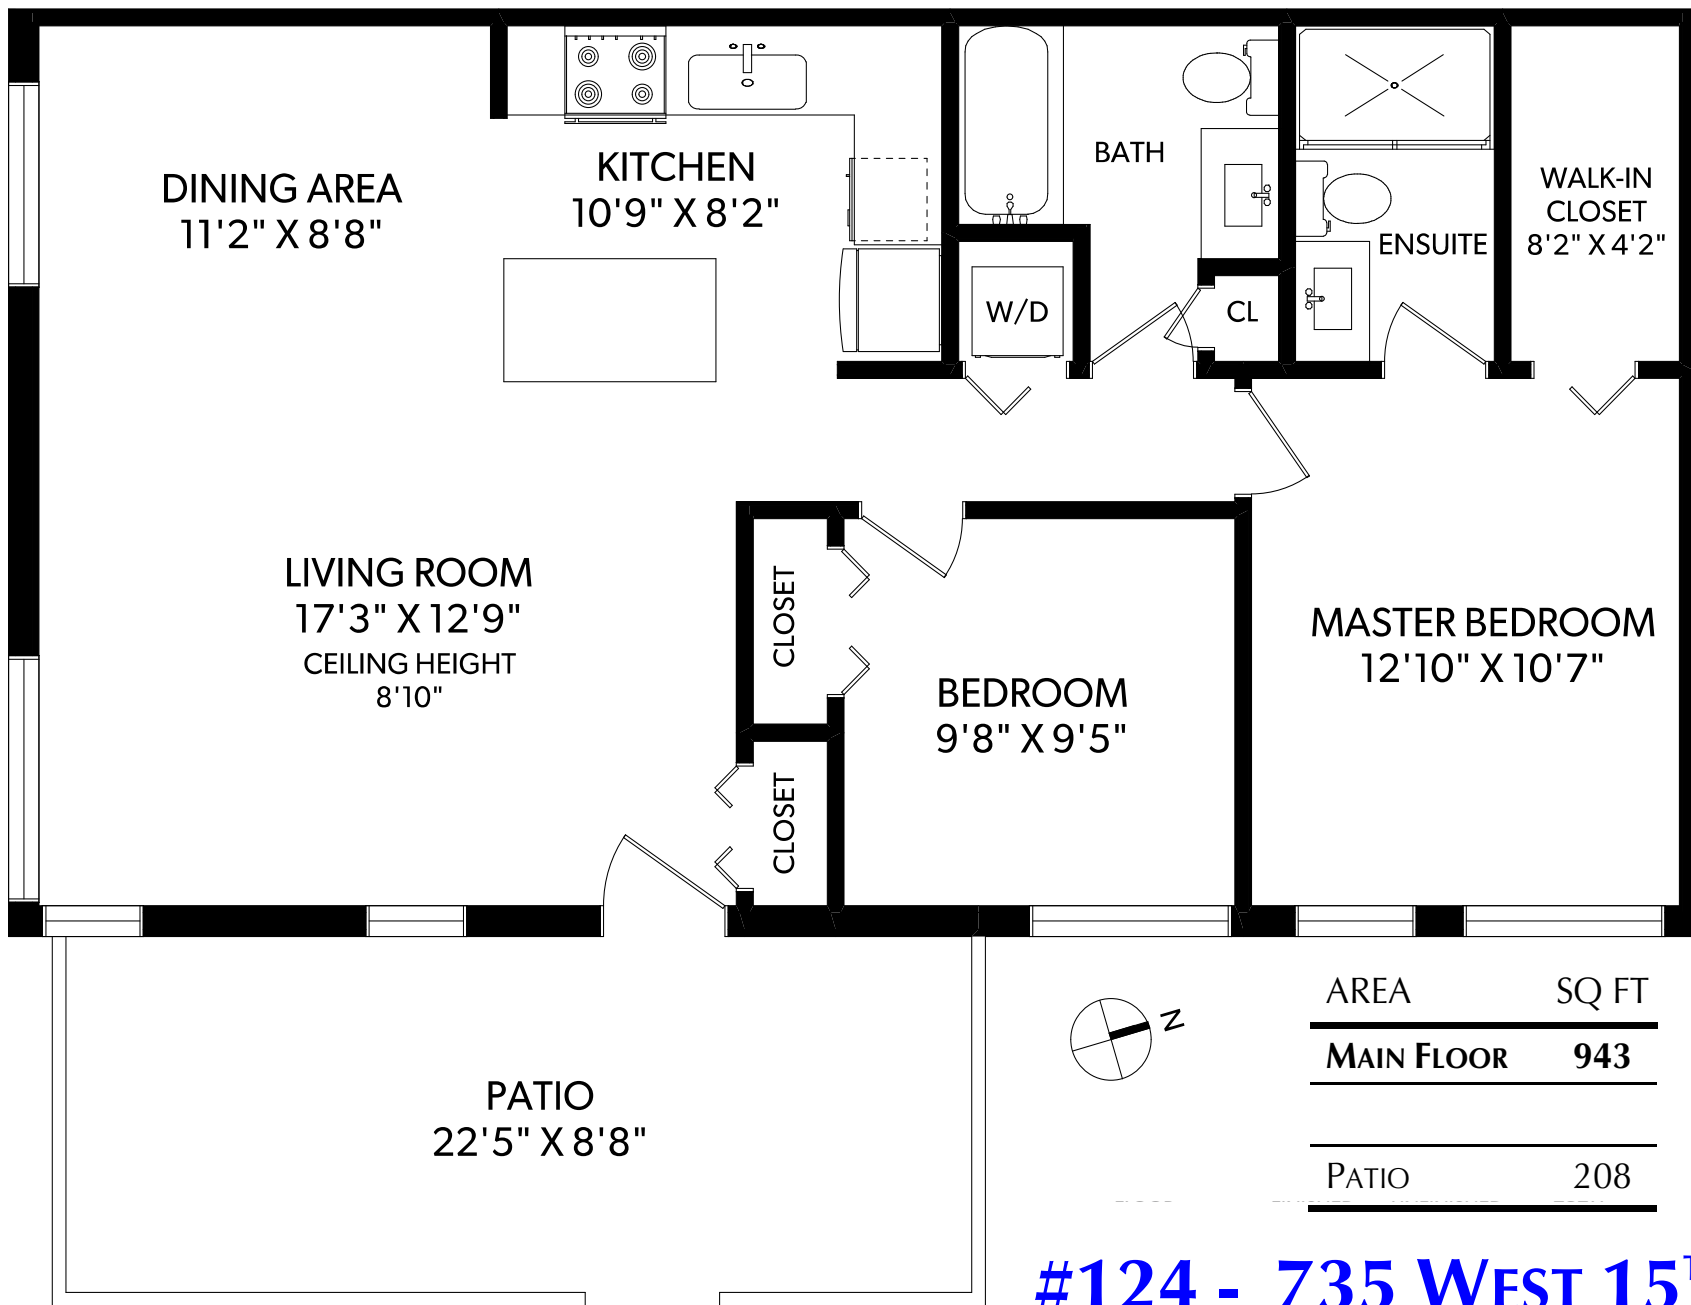 DINING AREA
11'2" X 8'8"
KITCHEN
10'9" X 8'2"
BATH
WALK-IN
CLOSET
8'2" X 4'2"
ENSUITE
W/D
CL
LIVING ROOM
17'3" X 12'9"
CEILING HEIGHT
8'10"
CLOSET
BEDROOM
9'8" X 9'5"
MASTER BEDROOM
12'10" X 10'7"
CLOSET
PATIO
22'5" X 8'8"
N
AREA SQ FT
MAIN FLOOR 943
PATIO 208
#124 - 735 WEST 15